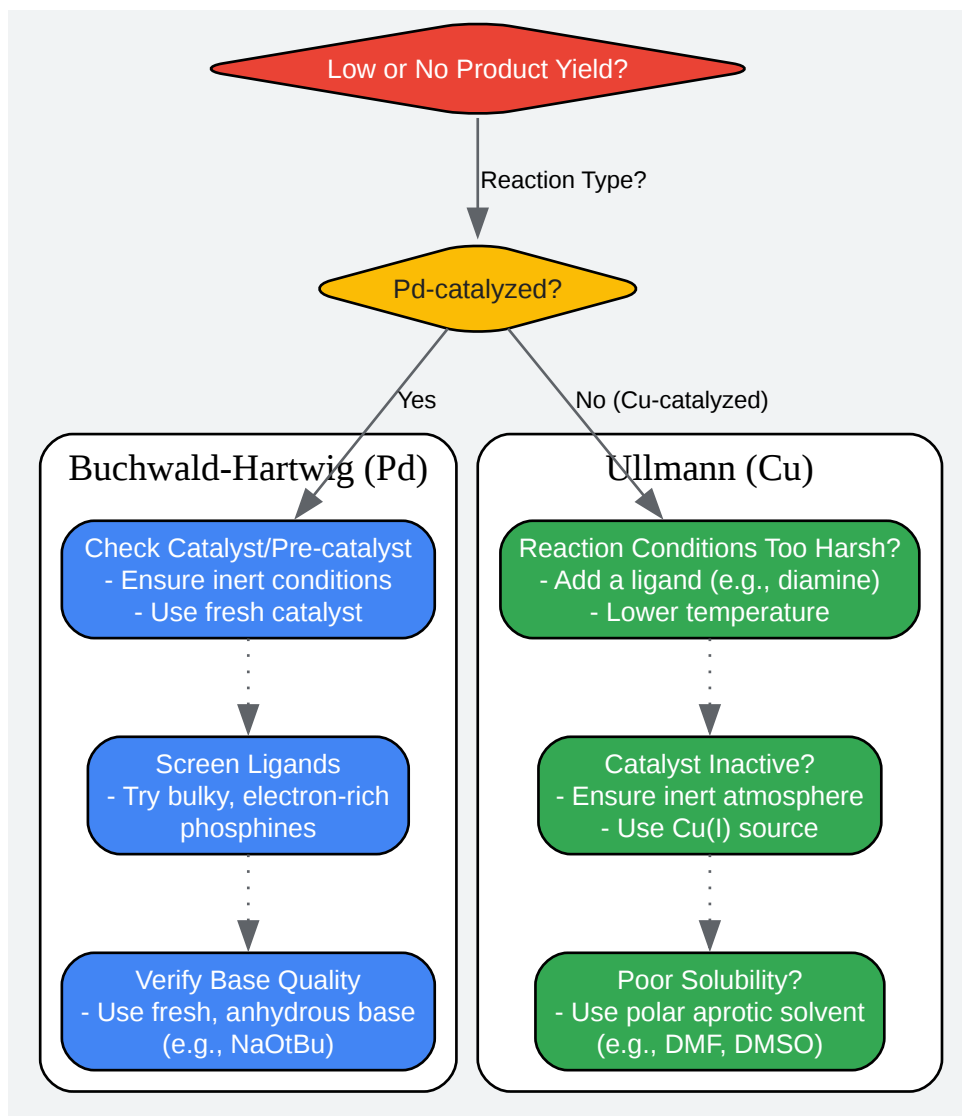 Low or No Product Yield?
Reaction Type?
Pd-catalyzed?
Yes
No (Cu-catalyzed)
Buchwald-Hartwig (Pd)
Check Catalyst/Pre-catalyst
- Ensure inert conditions
- Use fresh catalyst
Screen Ligands
- Try bulky, electron-rich
phosphines
Verify Base Quality
- Use fresh, anhydrous base
(e.g., NaOtBu)
Ullmann (Cu)
Reaction Conditions Too Harsh?
- Add a ligand (e.g., diamine)
- Lower temperature
Catalyst Inactive?
- Ensure inert atmosphere
- Use Cu(I) source
Poor Solubility?
- Use polar aprotic solvent
(e.g., DMF, DMSO)